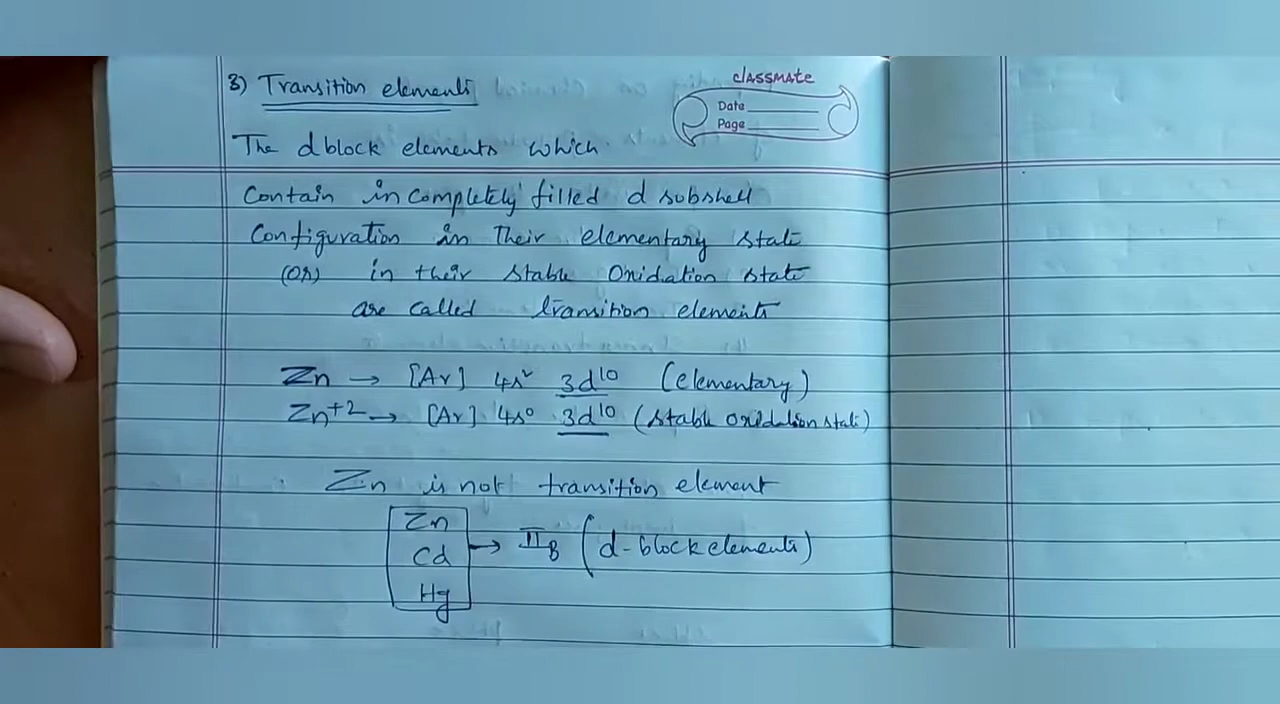 3) Transition elements
classmate
Date
Page
The d block elements which
Contain incompletely filled d subshell
Configuration in Their elementary state
(OR) in their stable Oxidation state
are called transition elements
Zn → [Ar] 4s² 3d¹⁰ (elementary)
Zn⁺² → [Ar] 4s⁰ 3d¹⁰ (stable oxidation state)
Zn is not transition element
Zn
Cd → IIB (d-block elements)
Hg